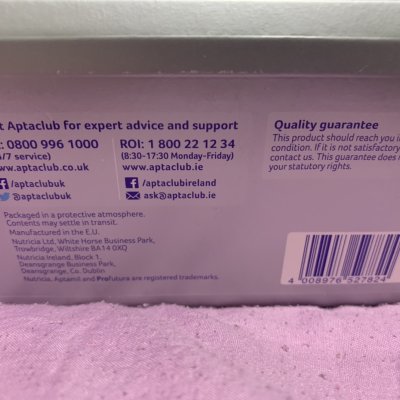 t Aptaclub for expert advice and support
: 0800 996 1000
/7 service)
ww.aptaclub.co.uk
/aptaclubuk
@aptaclubuk
ROI: 1 800 22 12 34
(8:30–17:30 Monday–Friday)
www.aptaclub.ie
/aptaclubireland
ask@aptaclub.ie
Packaged in a protective atmosphere.
Contents may settle in transit.
Manufactured in the E.U.
Nutricia Ltd, White Horse Business Park,
Trowbridge, Wiltshire BA14 0XQ
Nutricia Ireland, Block 1,
Deansgrange Business Park,
Deansgrange, Co. Dublin
Nutricia, Aptamil and ProFutura are registered trademarks.
Quality guarantee
This product should reach you i
condition. If it is not satisfactory
contact us. This guarantee does n
your statutory rights.
4 008976 527824